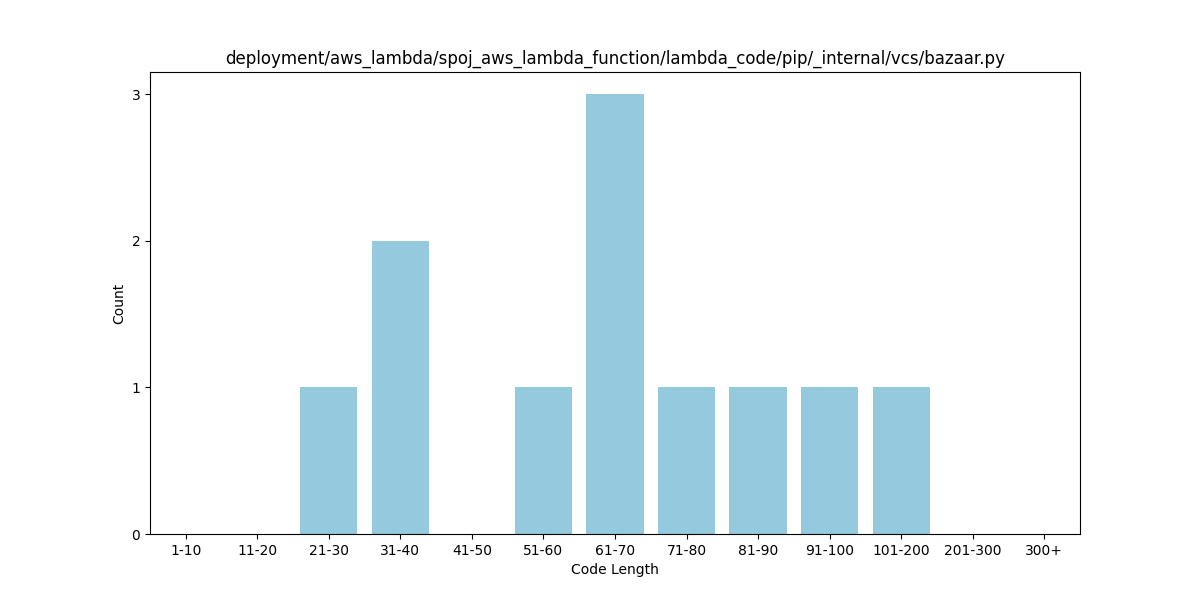 deployment/aws_lambda/spoj_aws_lambda_function/lambda_code/pip/_internal/vcs/bazaar.py
3
2
1
0
Count
1-10 11-20 21-30 31-40 41-50 51-60 61-70 71-80 81-90 91-100 101-200 201-300 300+
Code Length